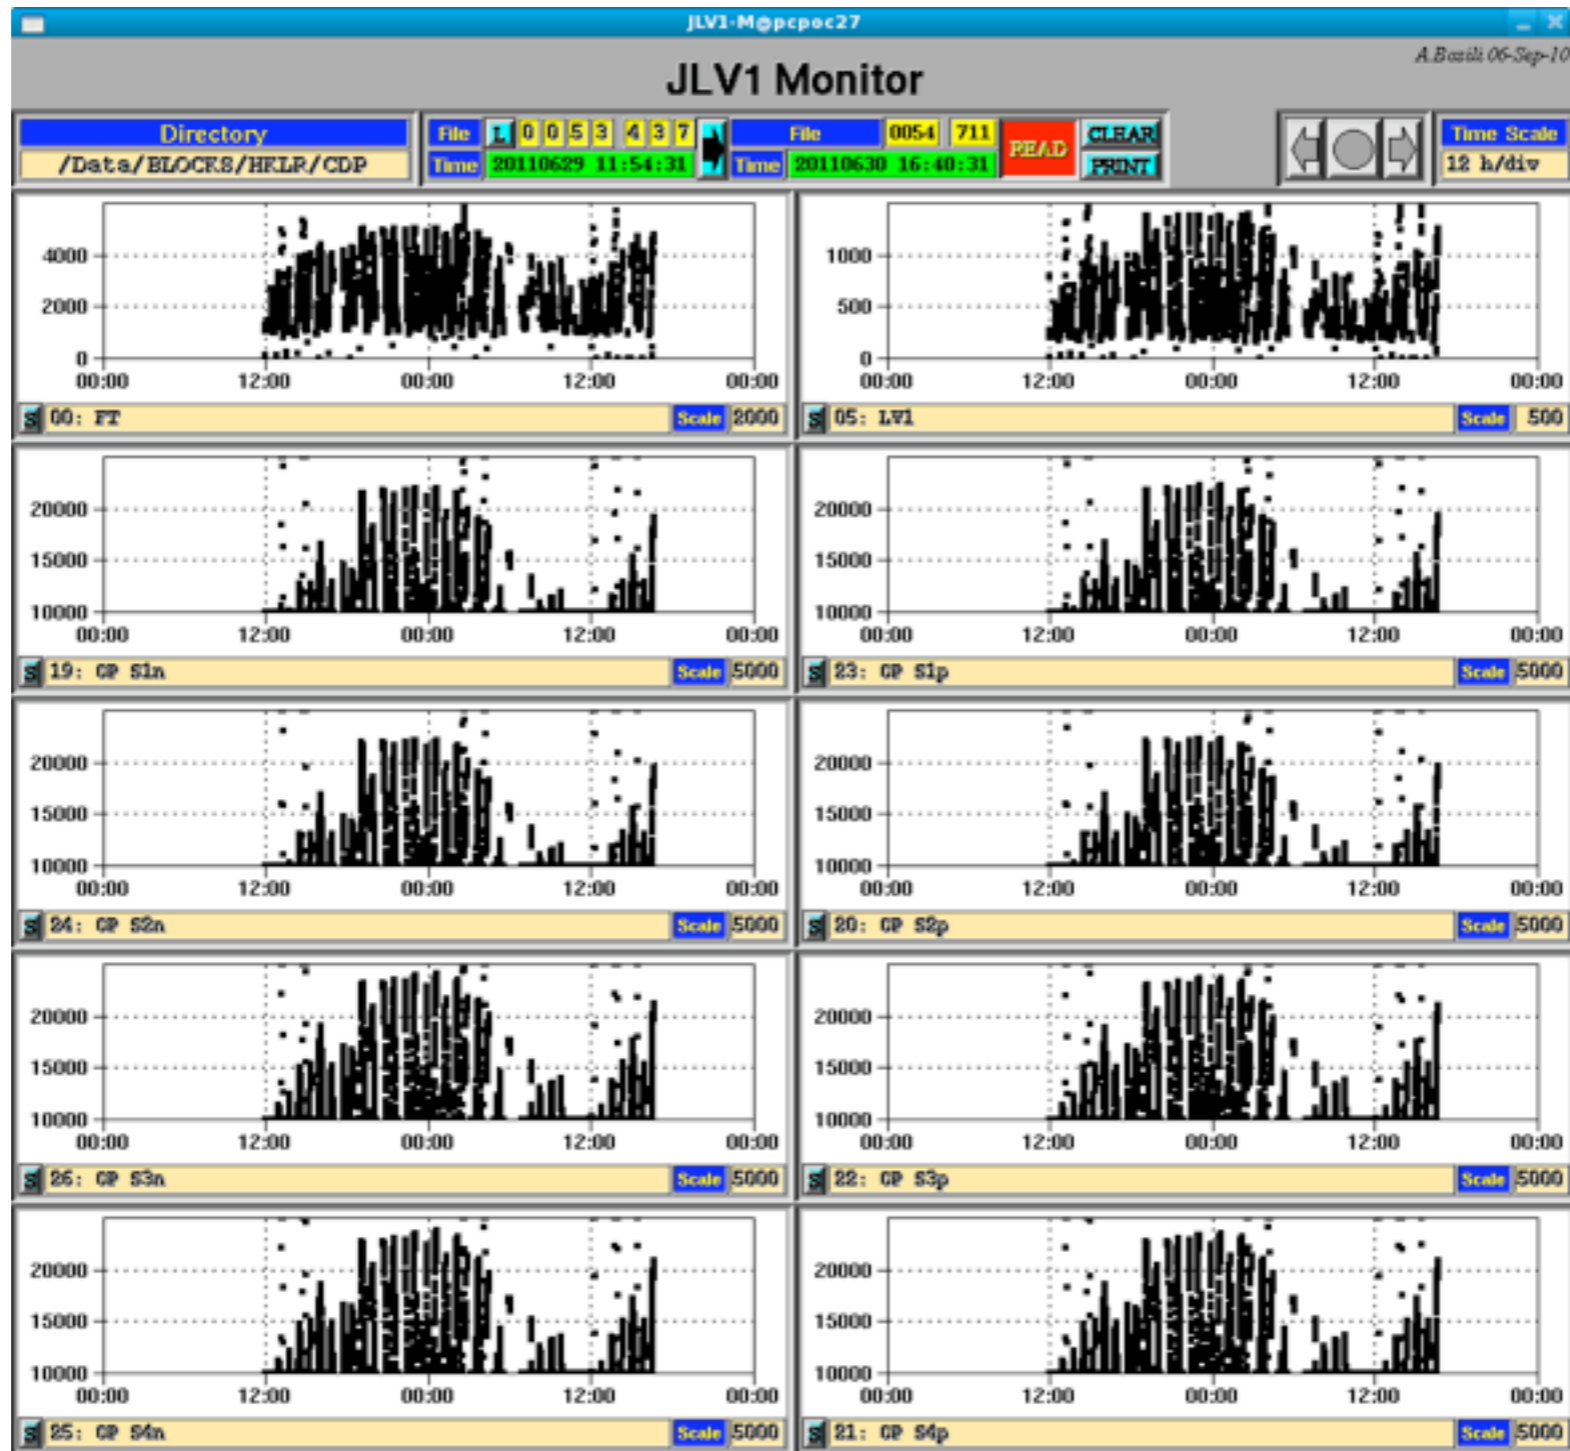 JLV1-M@pcpoc27
A.Basili 06-Sep-10
JLV1 Monitor
Directory
/Data/BLOCKS/HKLR/CDP
File L 0 0 5 3 4 3 7
Time 20110629 11:54:31
File 0054 711
Time 20110630 16:40:31
READ
CLEAR
PRINT
Time Scale
12 h/div
4000
2000
0
00:00 12:00 00:00 12:00 00:00
S 00: FT Scale 2000
1000
500
0
00:00 12:00 00:00 12:00 00:00
S 05: LV1 Scale 500
20000
15000
10000
00:00 12:00 00:00 12:00 00:00
S 19: GP S1n Scale 5000
20000
15000
10000
00:00 12:00 00:00 12:00 00:00
S 23: GP S1p Scale 5000
20000
15000
10000
00:00 12:00 00:00 12:00 00:00
S 24: GP S2n Scale 5000
20000
15000
10000
00:00 12:00 00:00 12:00 00:00
S 20: GP S2p Scale 5000
20000
15000
10000
00:00 12:00 00:00 12:00 00:00
S 26: GP S3n Scale 5000
20000
15000
10000
00:00 12:00 00:00 12:00 00:00
S 22: GP S3p Scale 5000
20000
15000
10000
00:00 12:00 00:00 12:00 00:00
S 25: GP S4n Scale 5000
20000
15000
10000
00:00 12:00 00:00 12:00 00:00
S 21: GP S4p Scale 5000